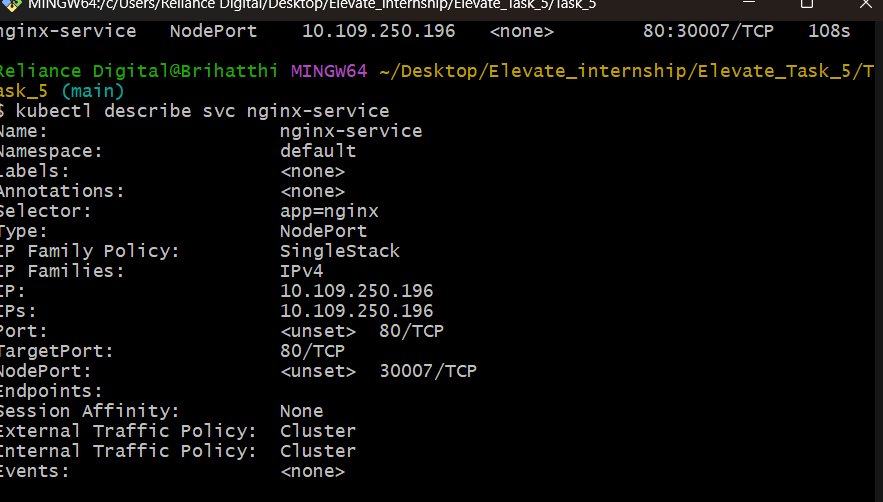 MINGW64:/c/Users/Reliance Digital/Desktop/Elevate_internship/Elevate_Task_5/Task_5
nginx-service NodePort 10.109.250.196 <none> 80:30007/TCP 108s
Reliance Digital@Brihatthi MINGW64 ~/Desktop/Elevate_internship/Elevate_Task_5/T
ask_5 (main)
$ kubectl describe svc nginx-service
Name: nginx-service
Namespace: default
Labels: <none>
Annotations: <none>
Selector: app=nginx
Type: NodePort
IP Family Policy: SingleStack
IP Families: IPv4
IP: 10.109.250.196
IPs: 10.109.250.196
Port: <unset> 80/TCP
TargetPort: 80/TCP
NodePort: <unset> 30007/TCP
Endpoints:
Session Affinity: None
External Traffic Policy: Cluster
Internal Traffic Policy: Cluster
Events: <none>